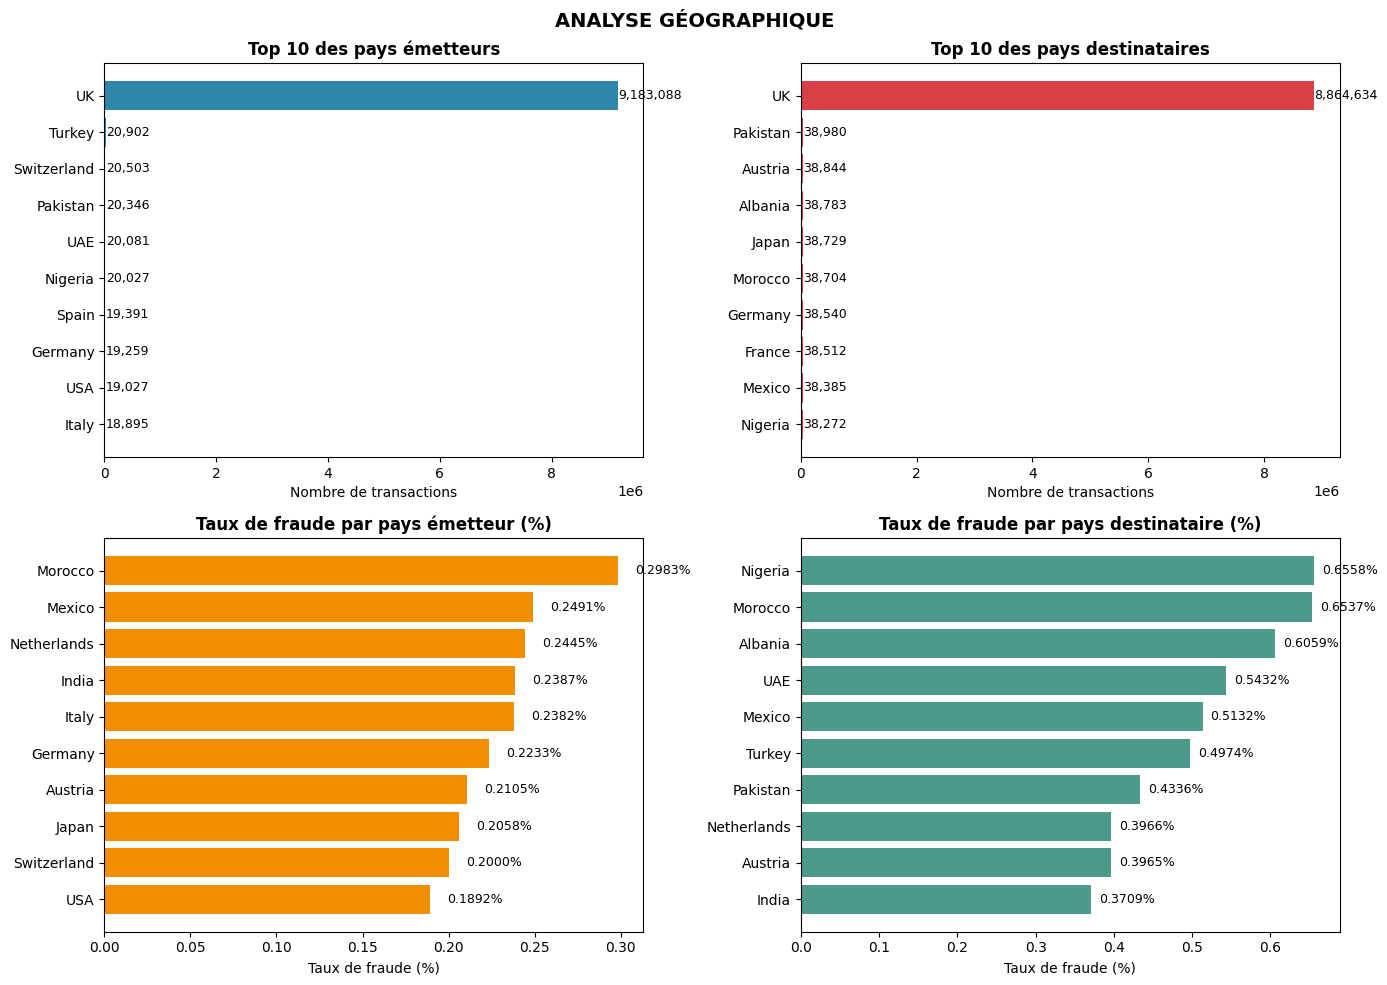 ANALYSE GÉOGRAPHIQUE
Top 10 des pays émetteurs
UK 9,183,088
Turkey 20,902
Switzerland 20,503
Pakistan 20,346
UAE 20,081
Nigeria 20,027
Spain 19,391
Germany 19,259
USA 19,027
Italy 18,895
0 2 4 6 8
1e6
Nombre de transactions
Top 10 des pays destinataires
UK 8,864,634
Pakistan 38,980
Austria 38,844
Albania 38,783
Japan 38,729
Morocco 38,704
Germany 38,540
France 38,512
Mexico 38,385
Nigeria 38,272
0 2 4 6 8
1e6
Nombre de transactions
Taux de fraude par pays émetteur (%)
Morocco 0.2983%
Mexico 0.2491%
Netherlands 0.2445%
India 0.2387%
Italy 0.2382%
Germany 0.2233%
Austria 0.2105%
Japan 0.2058%
Switzerland 0.2000%
USA 0.1892%
0.00 0.05 0.10 0.15 0.20 0.25 0.30
Taux de fraude (%)
Taux de fraude par pays destinataire (%)
Nigeria 0.6558%
Morocco 0.6537%
Albania 0.6059%
UAE 0.5432%
Mexico 0.5132%
Turkey 0.4974%
Pakistan 0.4336%
Netherlands 0.3966%
Austria 0.3965%
India 0.3709%
0.0 0.1 0.2 0.3 0.4 0.5 0.6
Taux de fraude (%)